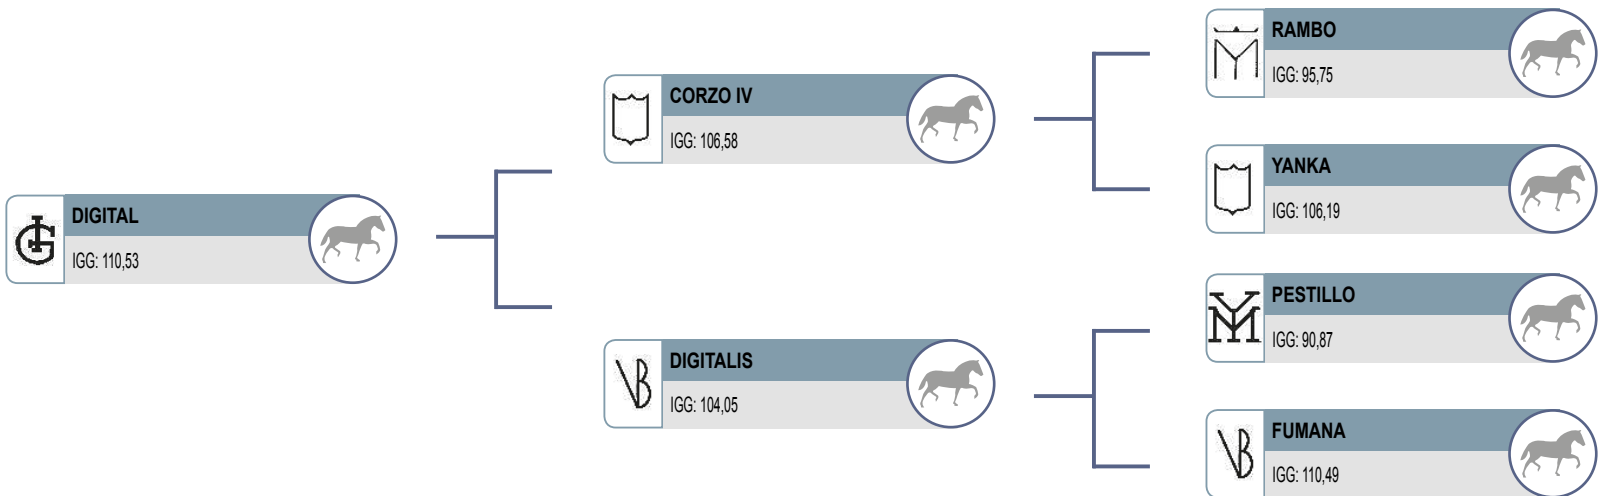 DIGITAL
IGG: 110,53
CORZO IV
IGG: 106,58
DIGITALIS
IGG: 104,05
RAMBO
IGG: 95,75
YANKA
IGG: 106,19
PESTILLO
IGG: 90,87
FUMANA
IGG: 110,49